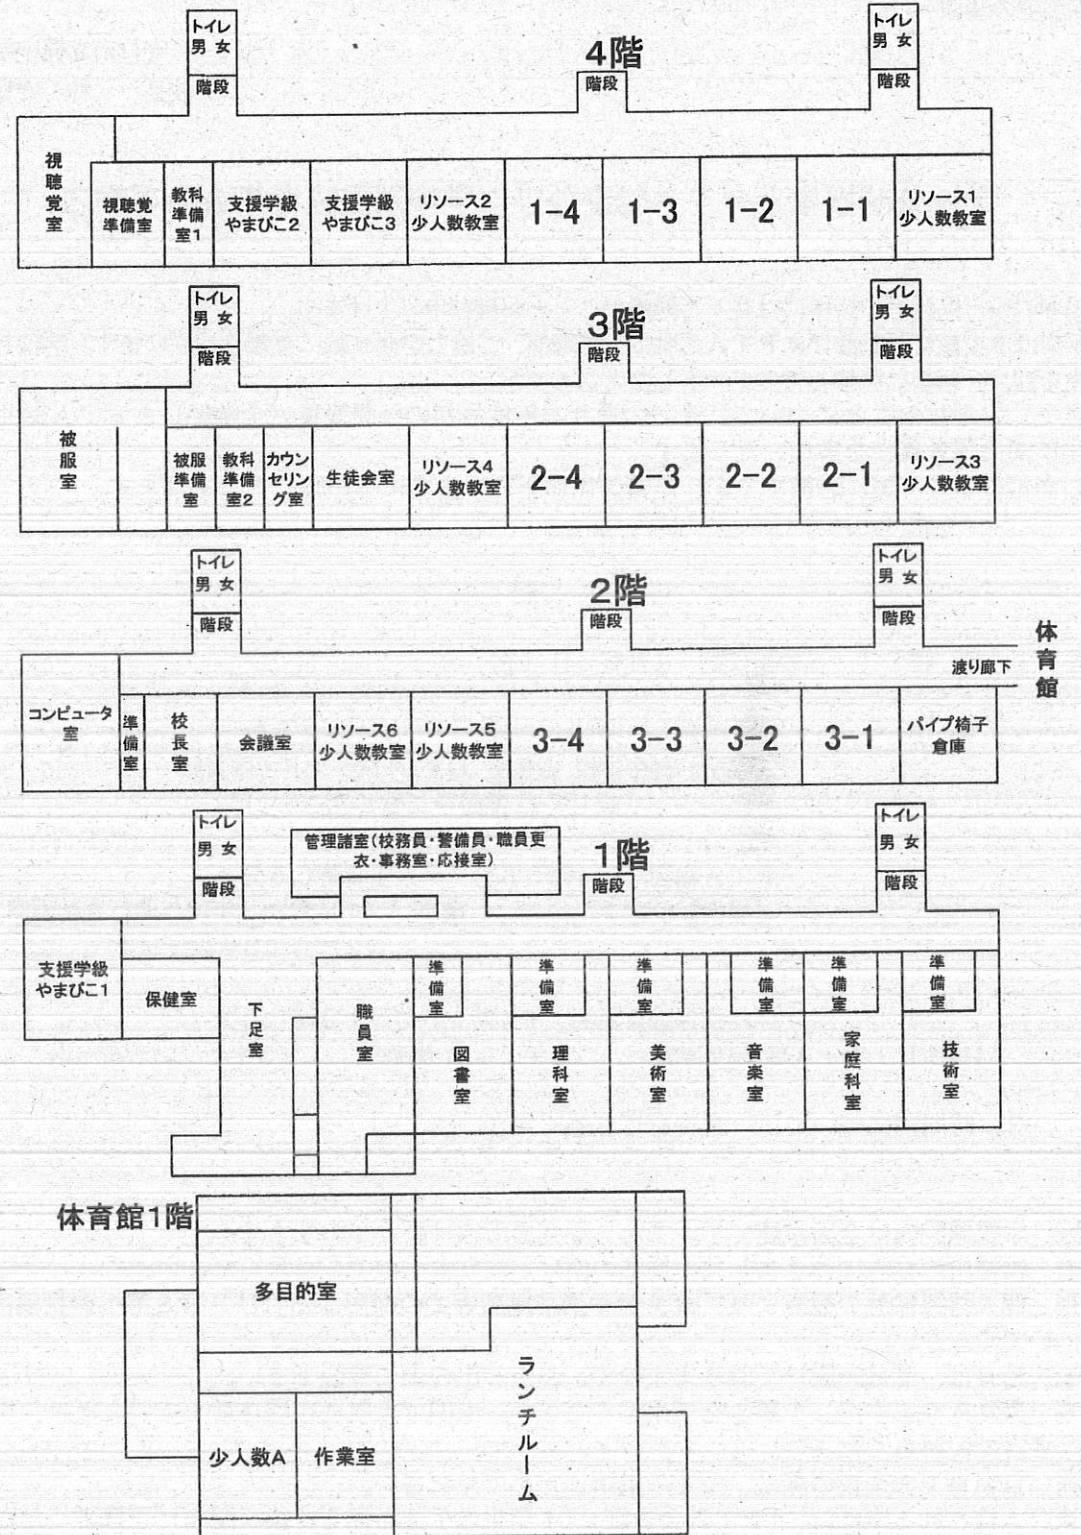 4階
トイレ
男 女
階段
階段
トイレ
男 女
階段
視聴覚室
視聴覚
準備室
教科
準備
室1
支援学級
やまびこ2
支援学級
やまびこ3
リソース2
少人数教室
1-4
1-3
1-2
1-1
リソース1
少人数教室
3階
トイレ
男 女
階段
階段
トイレ
男 女
階段
被服室
被服
準備
室
教科
準備
室2
カウン
セリン
グ室
生徒会室
リソース4
少人数教室
2-4
2-3
2-2
2-1
リソース3
少人数教室
2階
トイレ
男 女
階段
階段
トイレ
男 女
階段
渡り廊下
体育館
コンピュータ
室
準備室
校長室
会議室
リソース6
少人数教室
リソース5
少人数教室
3-4
3-3
3-2
3-1
パイプ椅子
倉庫
1階
トイレ
男 女
階段
管理諸室(校務員・警備員・職員更
衣・事務室・応接室)
階段
トイレ
男 女
階段
支援学級
やまびこ1
保健室
下足室
職員室
準備室
図書室
準備室
理科室
準備室
美術室
準備室
音楽室
準備室
家庭科室
準備室
技術室
体育館1階
多目的室
ランチルーム
少人数A
作業室